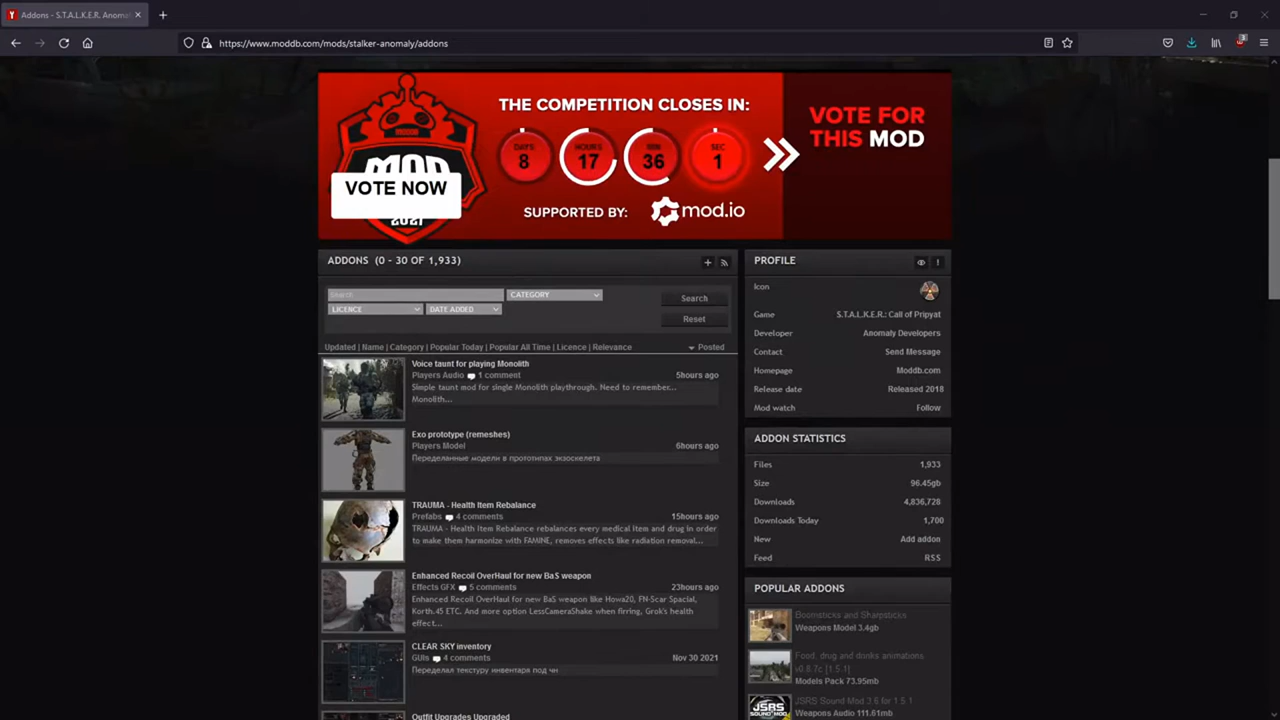 Addons - S.T.A.L.K.E.R. Anomal
https://www.moddb.com/mods/stalker-anomaly/addons
3
MOD
VOTE NOW
2021
THE COMPETITION CLOSES IN:
DAYS HOURS MIN SEC
8 17 36 1
SUPPORTED BY: mod.io
VOTE FOR
THIS MOD
ADDONS (0 - 30 OF 1,933)
Search CATEGORY Search
LICENCE DATE ADDED Reset
Updated | Name | Category | Popular Today | Popular All Time | Licence | Relevance Posted
Voice taunt for playing Monolith
Players Audio 1 comment 5hours ago
Simple taunt mod for single Monolith playthrough. Need to remember...
Monolith...
Exo prototype (remeshes)
Players Model 6hours ago
Переделанные модели в прототипах экзоскелета
TRAUMA - Health Item Rebalance
Prefabs 4 comments 15hours ago
TRAUMA - Health Item Rebalance rebalances every medical item and drug in order
to make them harmonize with FAMINE, removes effects like radiation removal...
Enhanced Recoil OverHaul for new BaS weapon
Effects GFX 5 comments 23hours ago
Enhanced Recoil OverHaul for new BaS weapon like Howa20, FN-Scar Spacial,
Korth.45 ETC. And more option LessCameraShake when firring, Grok's health
effect...
CLEAR SKY inventory
GUIs 4 comments Nov 30 2021
Переделал текстуру инвентаря под чн
Outfit Upgrades Upgraded
PROFILE
Icon
Game S.T.A.L.K.E.R.: Call of Pripyat
Developer Anomaly Developers
Contact Send Message
Homepage Moddb.com
Release date Released 2018
Mod watch Follow
ADDON STATISTICS
Files 1,933
Size 96.45gb
Downloads 4,836,728
Downloads Today 1,700
New Add addon
Feed RSS
POPULAR ADDONS
Boomsticks and Sharpsticks
Weapons Model 3.4gb
Food, drug and donks animations
v0.8.7c [1.5.1]
Models Pack 73.95mb
JSRS Sound Mod 3.5 for 1.5.1
Weapons Audio 111.61mb
JSRS
SOUND MOD